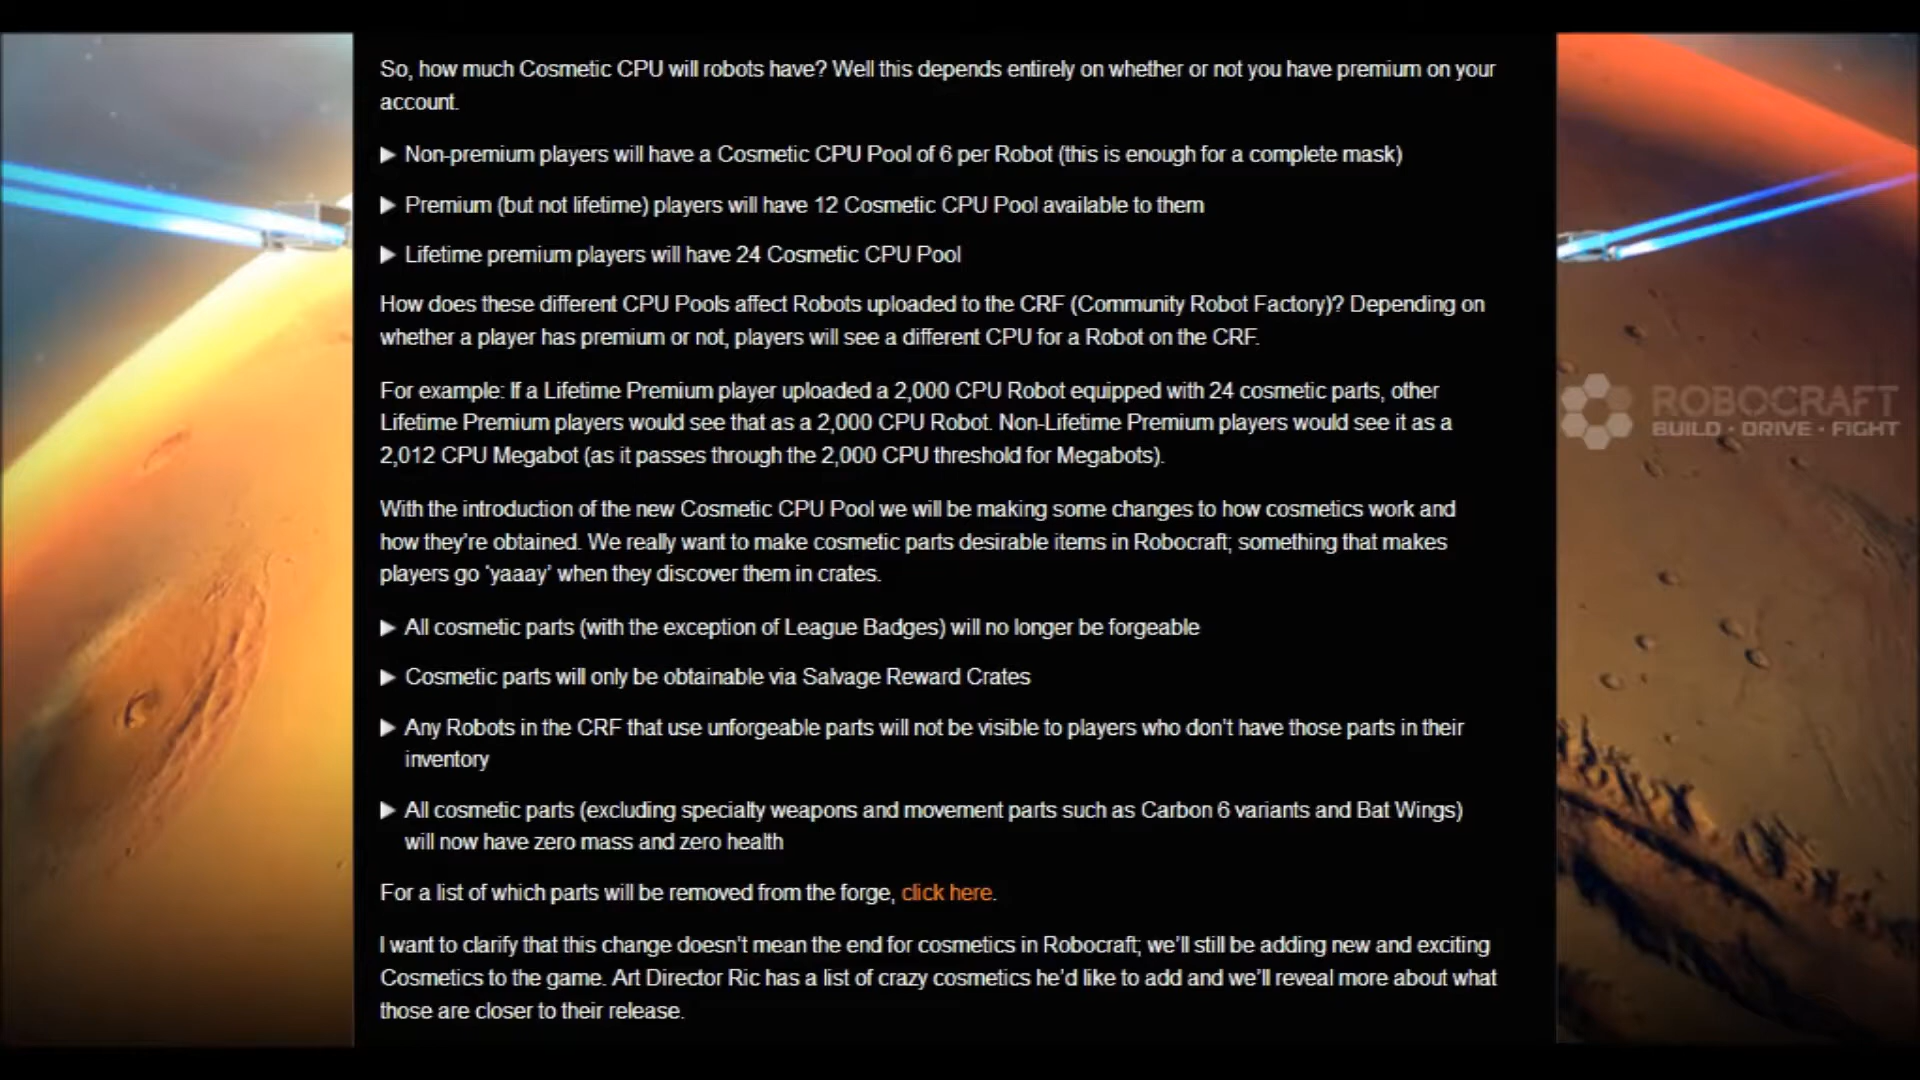 So, how much Cosmetic CPU will robots have? Well this depends entirely on whether or not you have premium on your
account.
▶ Non-premium players will have a Cosmetic CPU Pool of 6 per Robot (this is enough for a complete mask)
▶ Premium (but not lifetime) players will have 12 Cosmetic CPU Pool available to them
▶ Lifetime premium players will have 24 Cosmetic CPU Pool
How does these different CPU Pools affect Robots uploaded to the CRF (Community Robot Factory)? Depending on
whether a player has premium or not, players will see a different CPU for a Robot on the CRF.
For example: If a Lifetime Premium player uploaded a 2,000 CPU Robot equipped with 24 cosmetic parts, other
Lifetime Premium players would see that as a 2,000 CPU Robot. Non-Lifetime Premium players would see it as a
2,012 CPU Megabot (as it passes through the 2,000 CPU threshold for Megabots).
ROBOCRAFT
BUILD · DRIVE · FIGHT
With the introduction of the new Cosmetic CPU Pool we will be making some changes to how cosmetics work and
how they're obtained. We really want to make cosmetic parts desirable items in Robocraft; something that makes
players go 'yaaay' when they discover them in crates.
▶ All cosmetic parts (with the exception of League Badges) will no longer be forgeable
▶ Cosmetic parts will only be obtainable via Salvage Reward Crates
▶ Any Robots in the CRF that use unforgeable parts will not be visible to players who don't have those parts in their
inventory
▶ All cosmetic parts (excluding specialty weapons and movement parts such as Carbon 6 variants and Bat Wings)
will now have zero mass and zero health
For a list of which parts will be removed from the forge, click here.
I want to clarify that this change doesn't mean the end for cosmetics in Robocraft; we'll still be adding new and exciting
Cosmetics to the game. Art Director Ric has a list of crazy cosmetics he'd like to add and we'll reveal more about what
those are closer to their release.